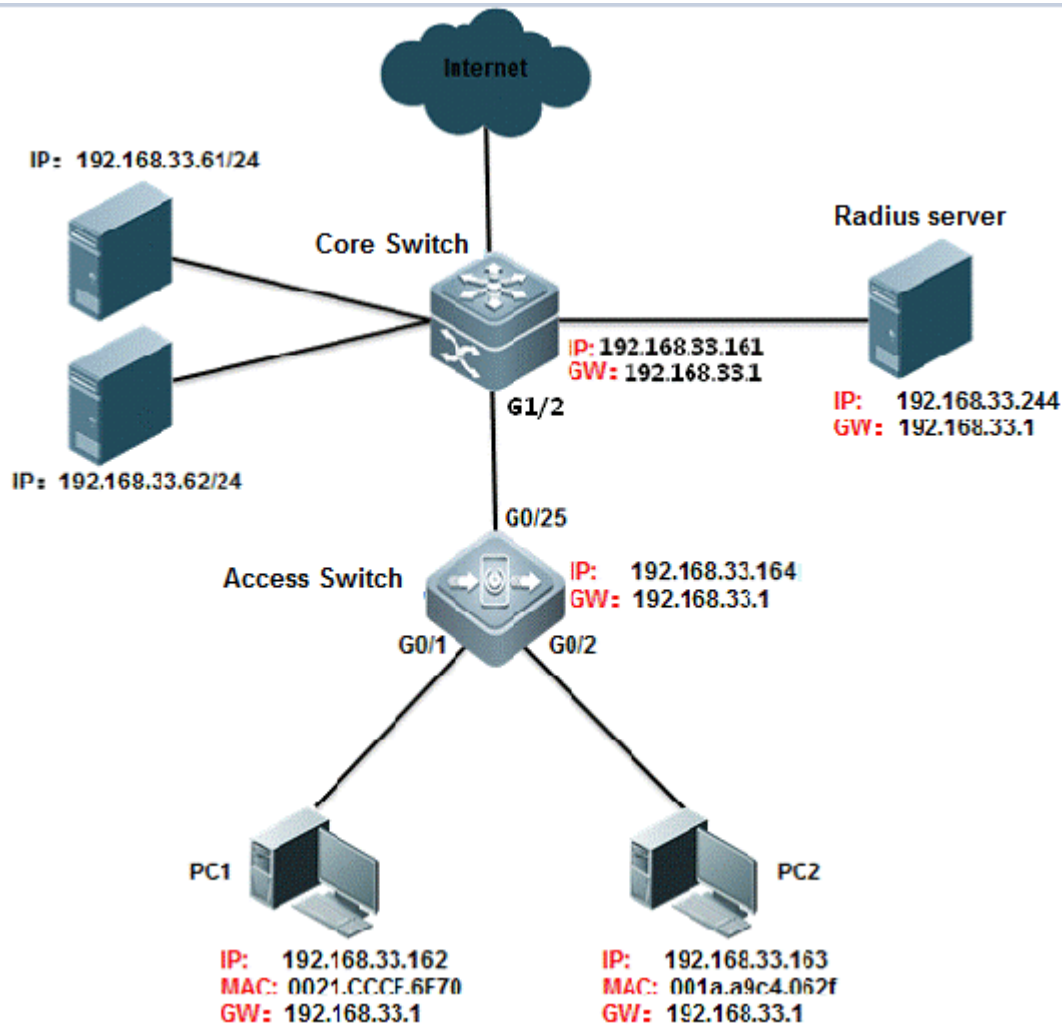 Internet
IP: 192.168.33.61/24
Core Switch
Radius server
IP: 192.168.33.161
GW: 192.168.33.1
G1/2
IP: 192.168.33.244
GW: 192.168.33.1
IP: 192.168.33.62/24
G0/25
Access Switch
IP: 192.168.33.164
GW: 192.168.33.1
G0/1
G0/2
PC1
PC2
IP: 192.168.33.162
MAC: 0021.CCCF.6F70
GW: 192.168.33.1
IP: 192.168.33.163
MAC: 001a.a9c4.062f
GW: 192.168.33.1